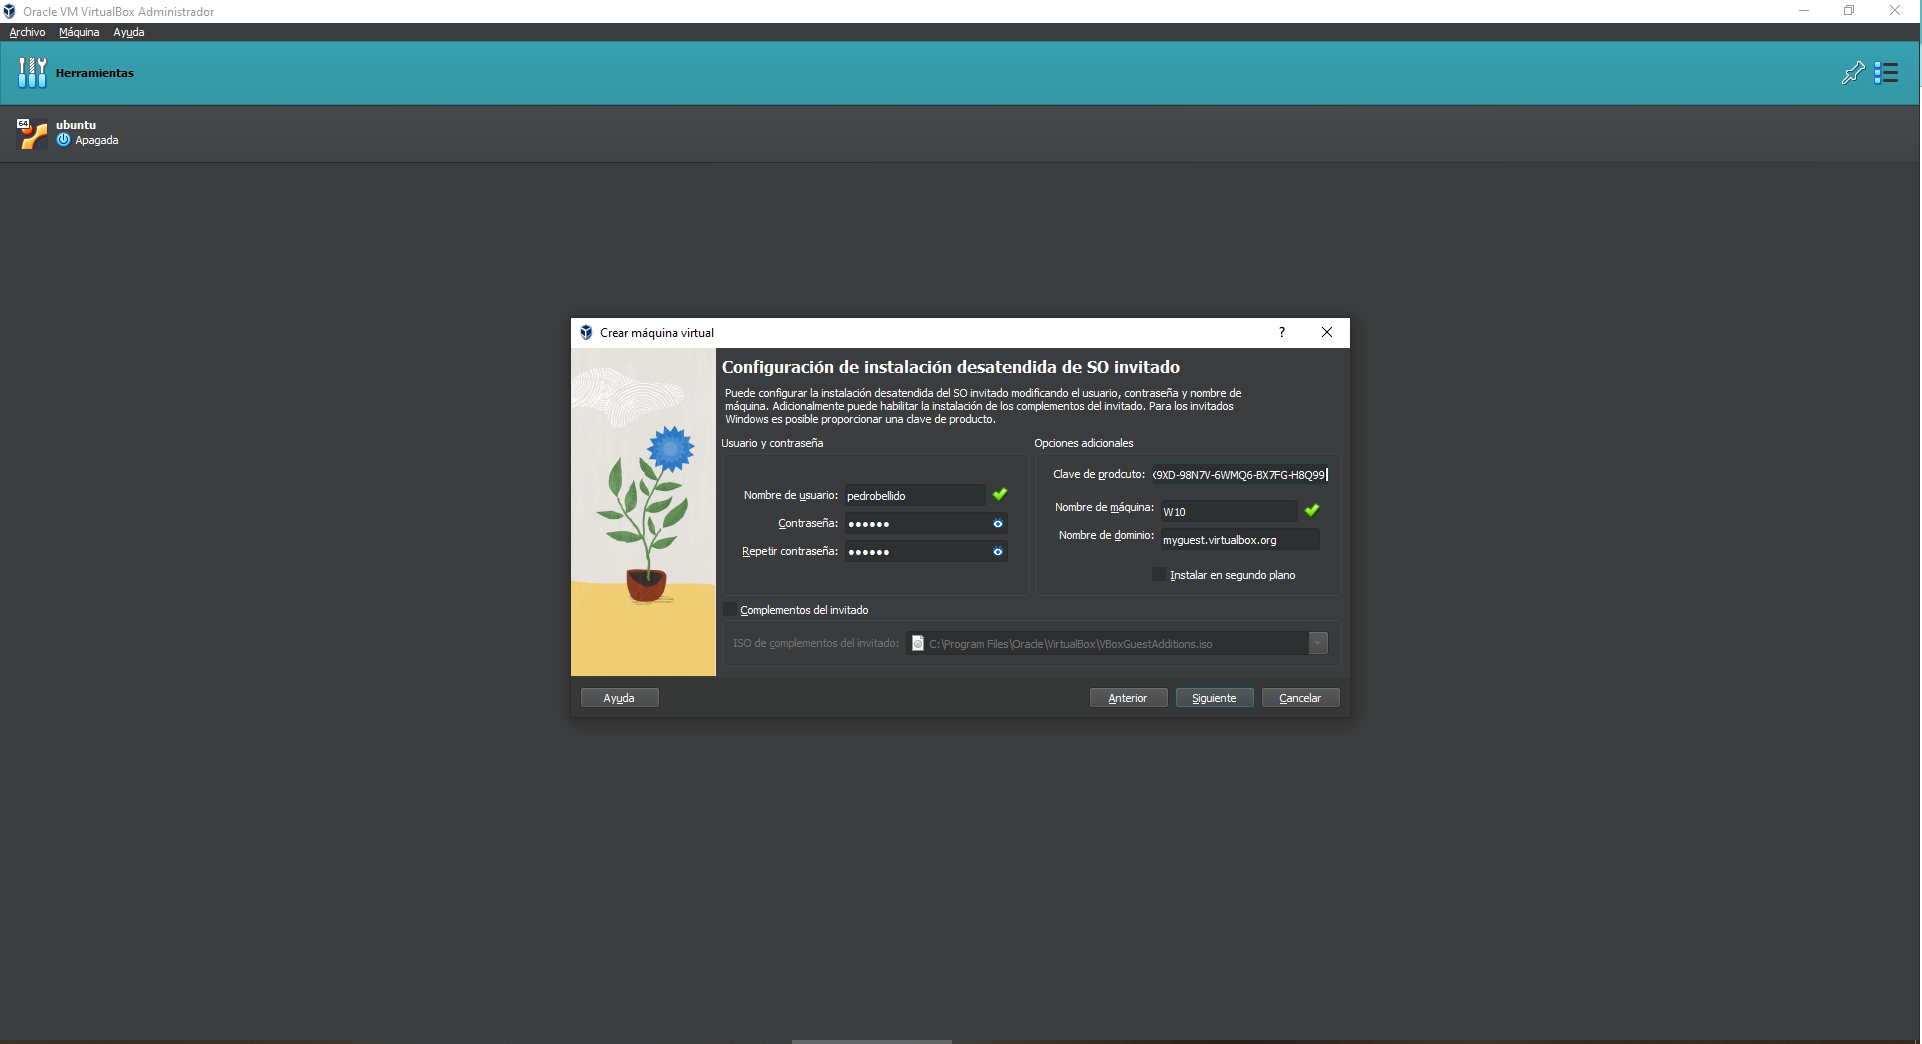 Oracle VM VirtualBox Administrador
Archivo Máquina Ayuda
Herramientas
64
ubuntu
Apagada
Crear máquina virtual
?
Configuración de instalación desatendida de SO invitado
Puede configurar la instalación desatendida del SO invitado modificando el usuario, contraseña y nombre de
máquina. Adicionalmente puede habilitar la instalación de los complementos del invitado. Para los invitados
Windows es posible proporcionar una clave de producto.
Usuario y contraseña
Nombre de usuario: pedrobellido
Contraseña: ●●●●●●
Repetir contraseña: ●●●●●●
Opciones adicionales
Clave de prodcuto: 9XD-98N7V-6WMQ6-BX7FG-H8Q99
Nombre de máquina: W10
Nombre de dominio: myguest.virtualbox.org
Instalar en segundo plano
Complementos del invitado
ISO de complementos del invitado: C:\Program Files\Oracle\VirtualBox\VBoxGuestAdditions.iso
Ayuda Anterior Siguiente Cancelar